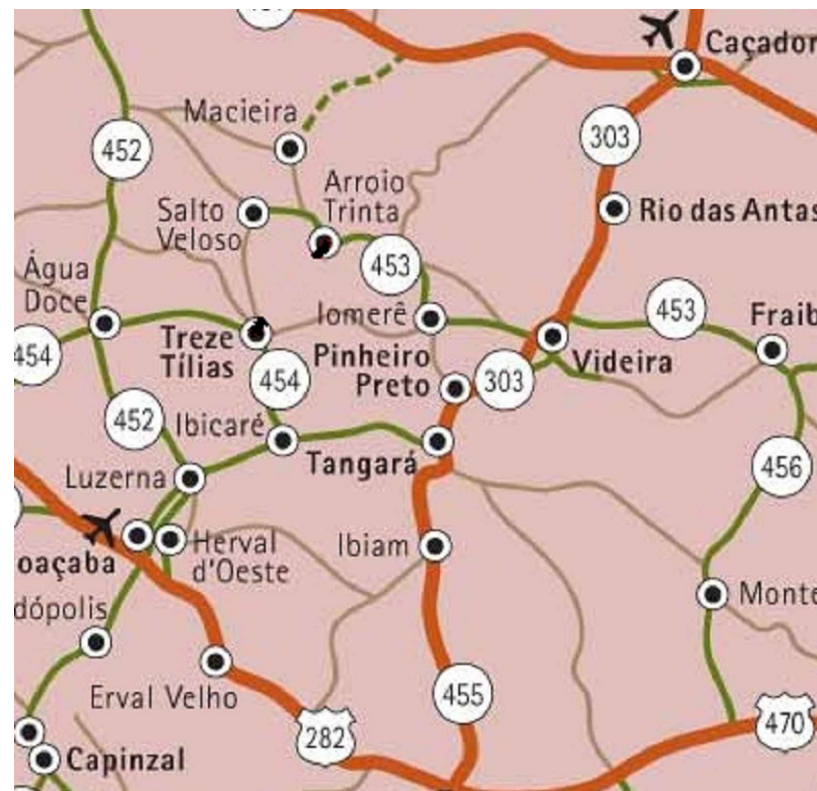 Caçador
Macieira
303
452
Arroio
Trinta
Salto
Veloso
Rio das Antas
453
Água
Doce
Iomerê
453
Fraib
454
Treze
Tílias
Pinheiro
Preto
Videira
454
303
452
Ibicaré
Tangará
Luzerna
456
Herval
d'Oeste
Ibiam
oaçaba
dópolis
Monte
Erval Velho
455
282
470
Capinzal